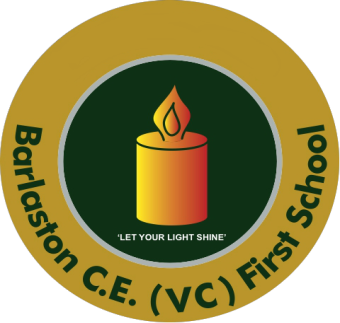 ‘LET YOUR LIGHT SHINE’
Barlaston C.E. (VC) First School